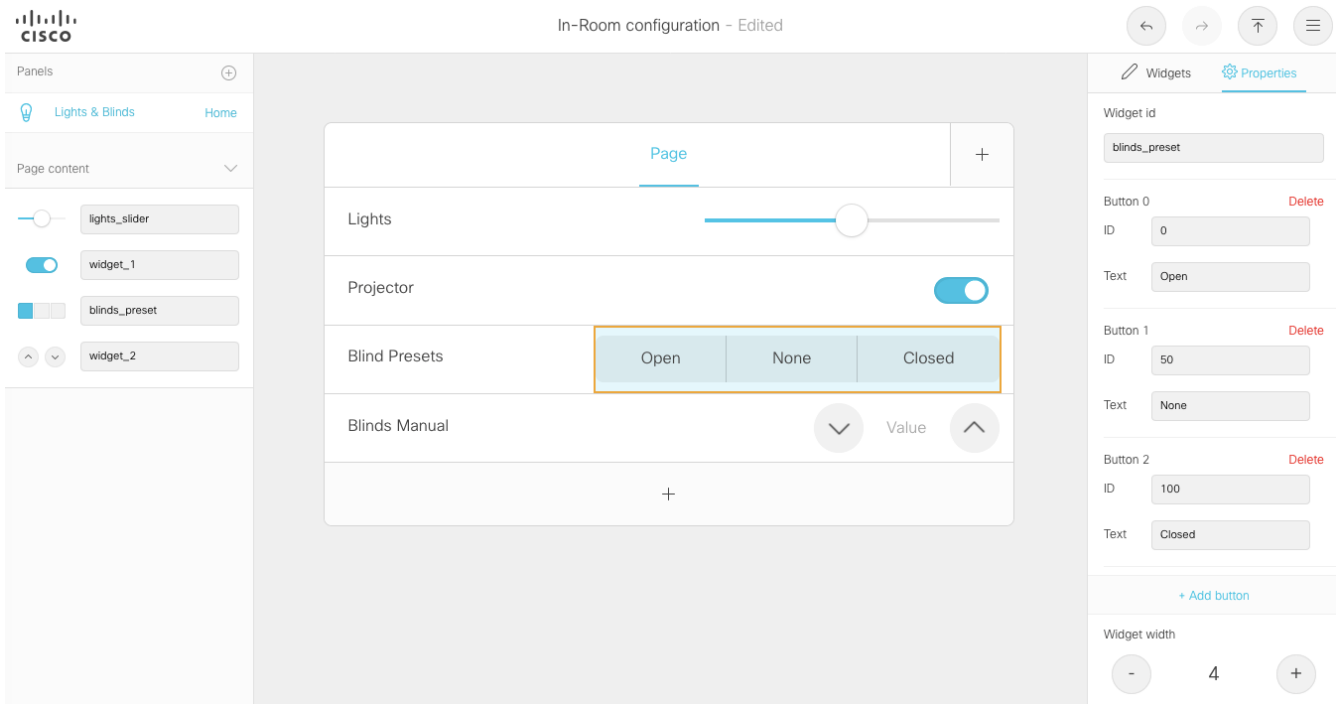 CISCO
In-Room configuration - Edited
Panels
Lights & Blinds Home
Page content
lights_slider
widget_1
blinds_preset
widget_2
Page
+
Lights
Projector
Blind Presets Open None Closed
Blinds Manual Value
+
Widgets Properties
Widget id
blinds_preset
Button 0 Delete
ID 0
Text Open
Button 1 Delete
ID 50
Text None
Button 2 Delete
ID 100
Text Closed
+ Add button
Widget width
- 4 +